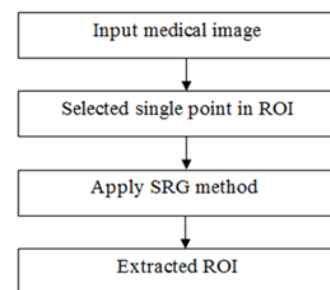 Input medical image
Selected single point in ROI
Apply SRG method
Extracted ROI